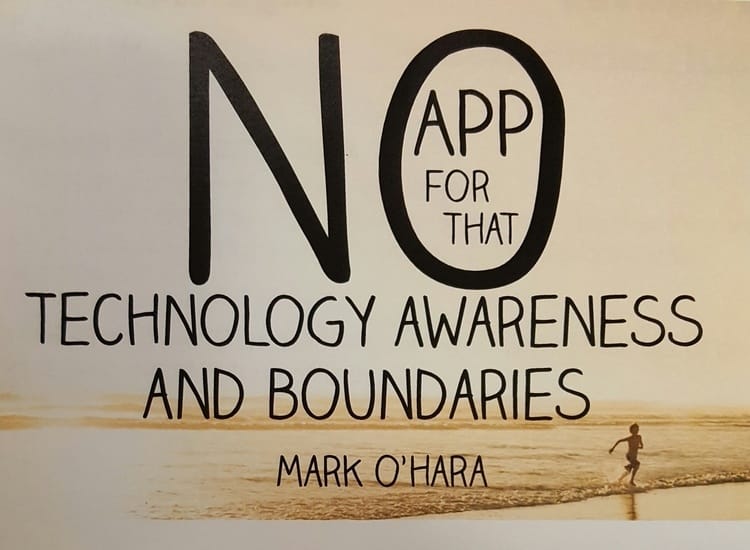 NO
APP
FOR
THAT
TECHNOLOGY AWARENESS
AND BOUNDARIES
MARK O'HARA